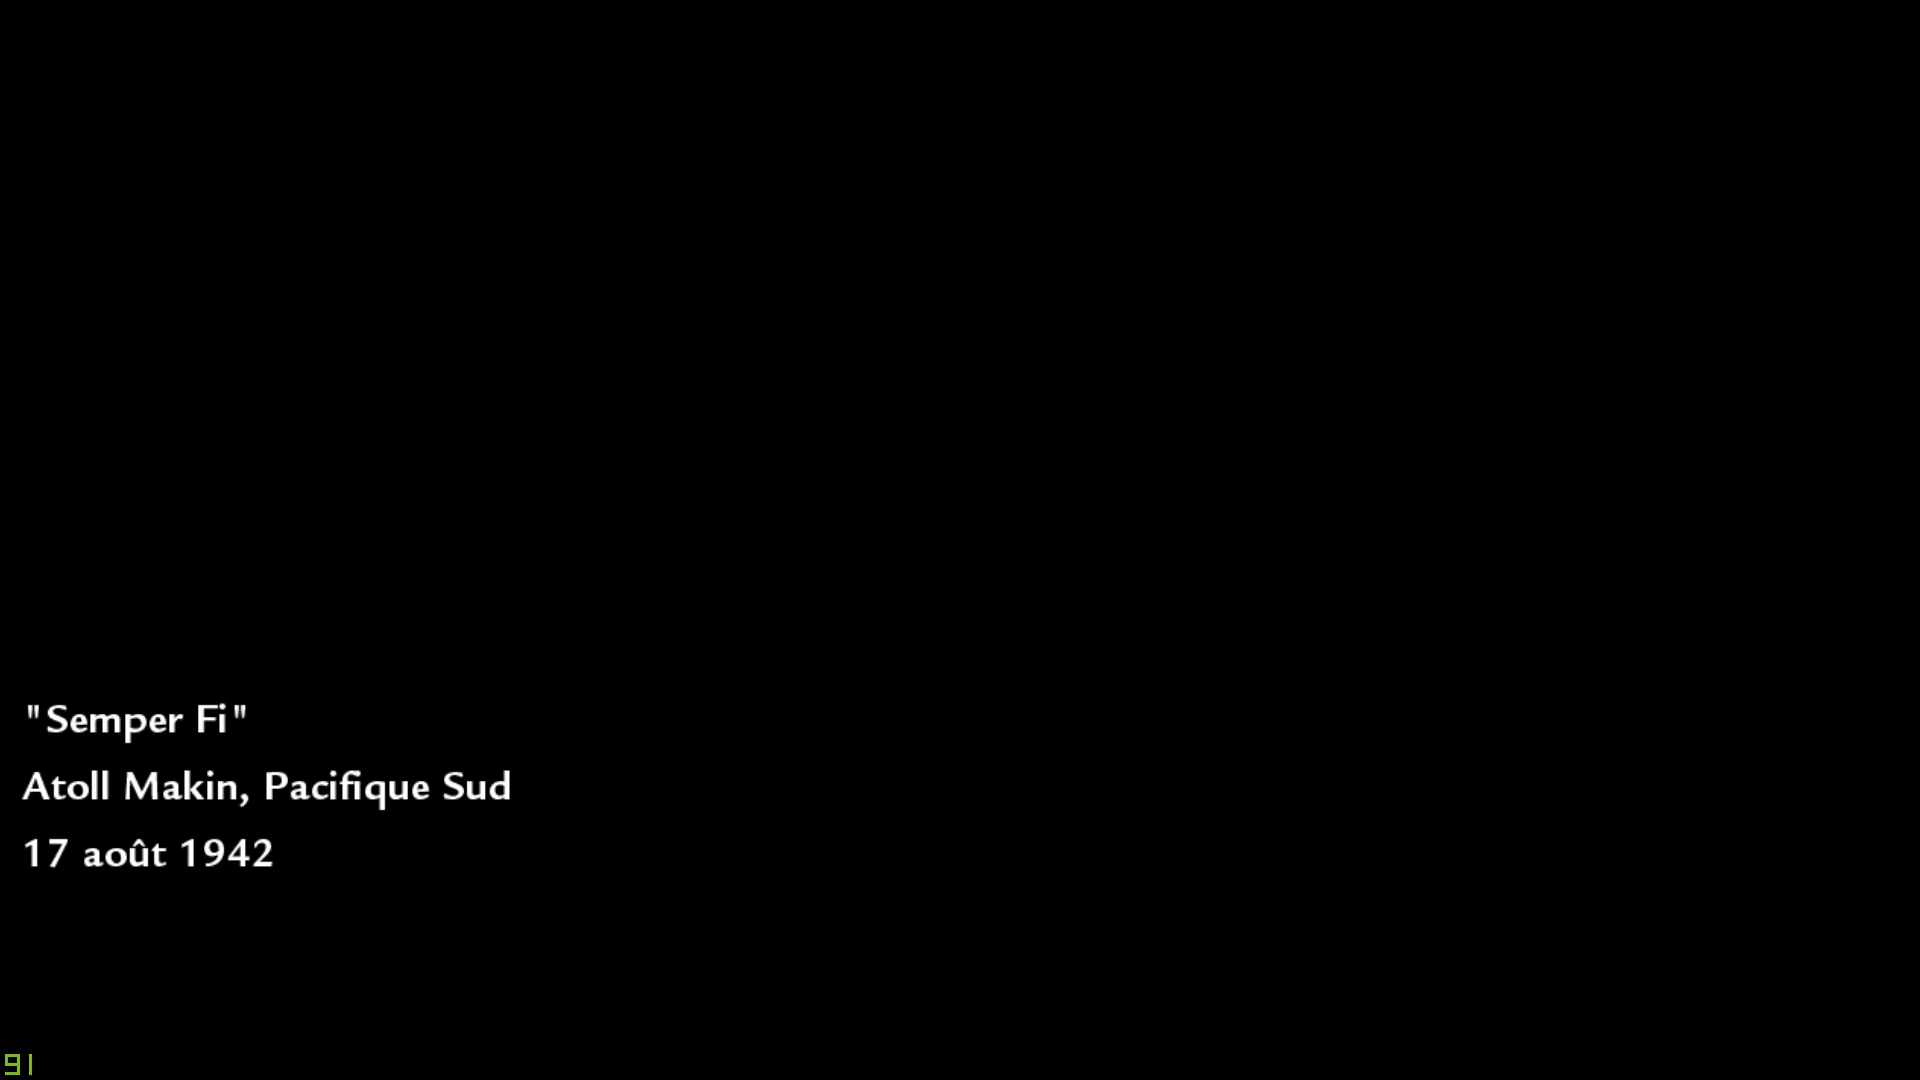 "Semper Fi"
Atoll Makin, Pacifique Sud
17 août 1942
91